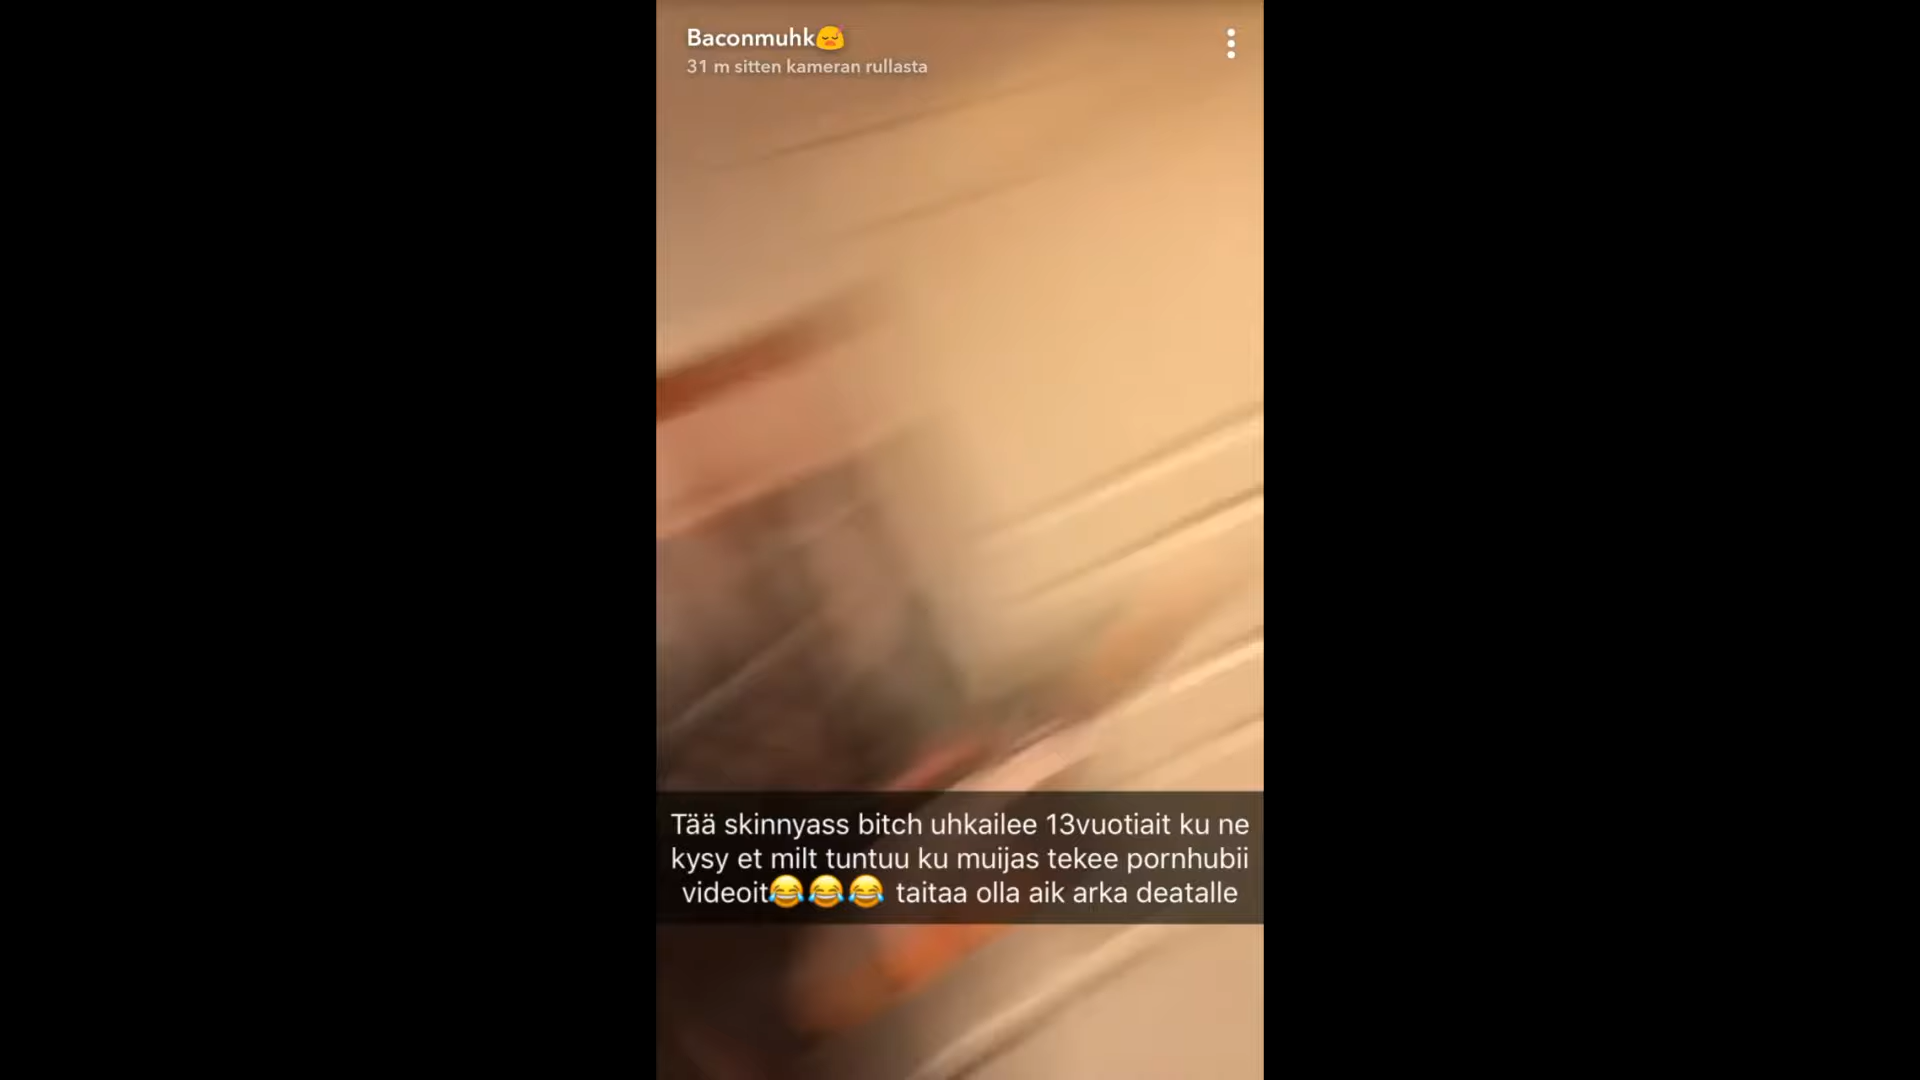 Baconmuhk😥
31 m sitten kameran rullasta
Tää skinnyass bitch uhkailee 13vuotiait ku ne
kysy et milt tuntuu ku muijas tekee pornhubii
videoit😂😂😂 taitaa olla aik arka deatalle